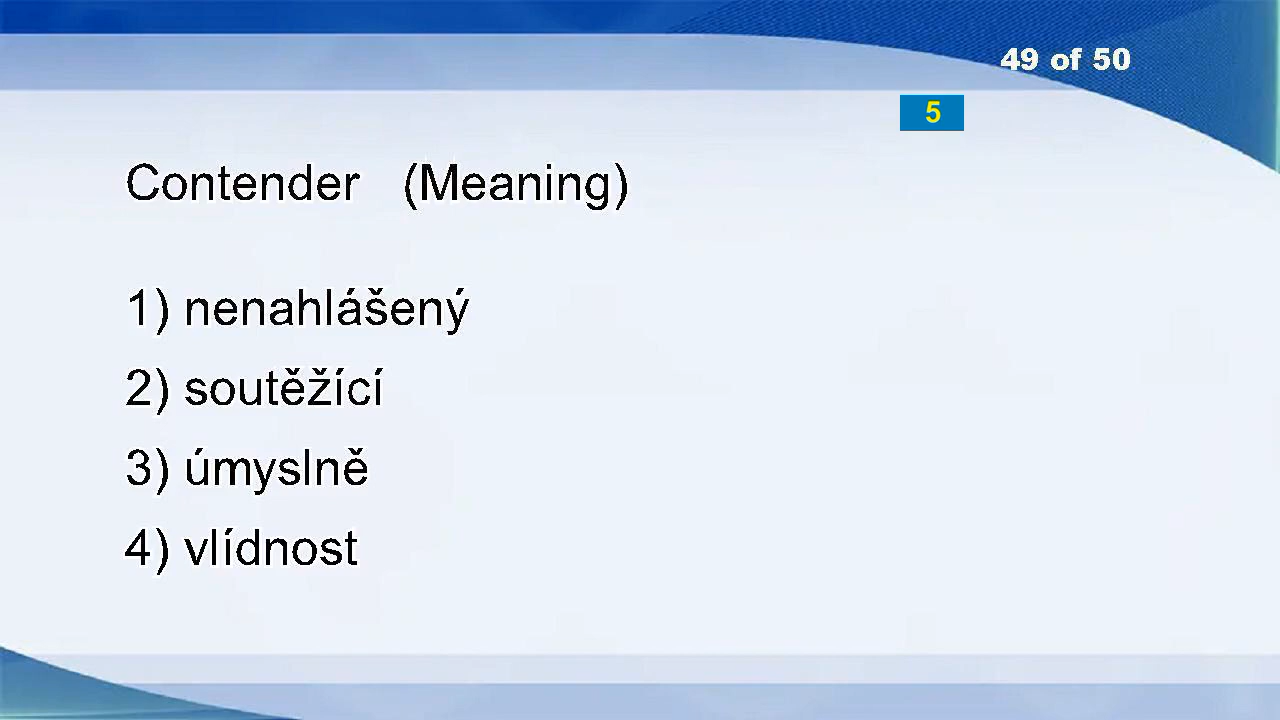 49 of 50
5
Contender (Meaning)
1) nenahlášený
2) soutěžící
3) úmyslně
4) vlídnost